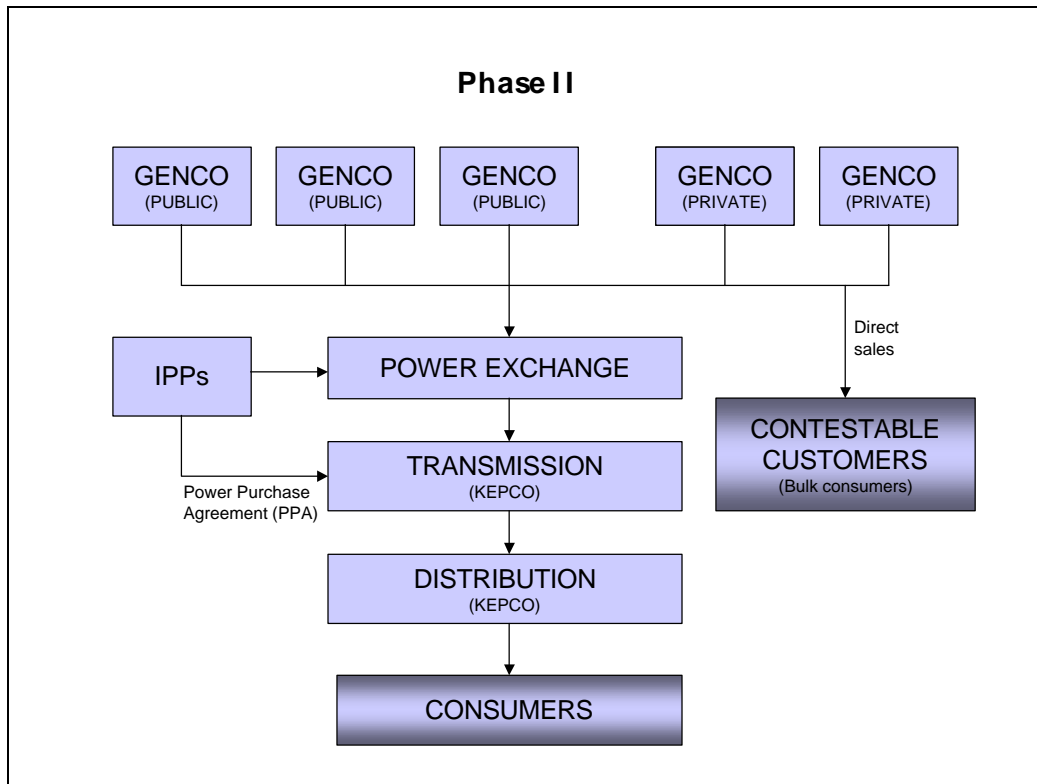 Phase II
GENCO
(PUBLIC)
GENCO
(PUBLIC)
GENCO
(PUBLIC)
GENCO
(PRIVATE)
GENCO
(PRIVATE)
Direct
sales
IPPs
POWER EXCHANGE
CONTESTABLE
CUSTOMERS
(Bulk consumers)
TRANSMISSION
(KEPCO)
Power Purchase
Agreement (PPA)
DISTRIBUTION
(KEPCO)
CONSUMERS